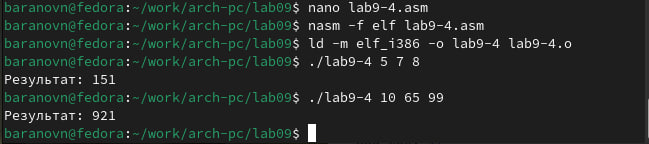 baranovn@fedora:~/work/arch-pc/lab09$ nano lab9-4.asm
baranovn@fedora:~/work/arch-pc/lab09$ nasm -f elf lab9-4.asm
baranovn@fedora:~/work/arch-pc/lab09$ ld -m elf_i386 -o lab9-4 lab9-4.o
baranovn@fedora:~/work/arch-pc/lab09$ ./lab9-4 5 7 8
Результат: 151
baranovn@fedora:~/work/arch-pc/lab09$ ./lab9-4 10 65 99
Результат: 921
baranovn@fedora:~/work/arch-pc/lab09$